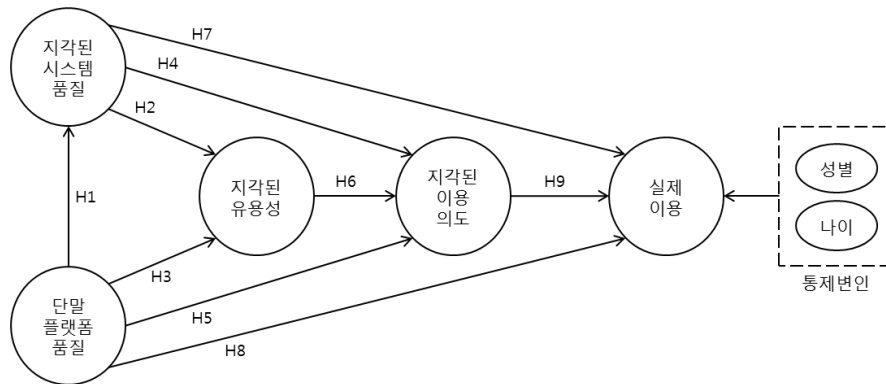 지각된
시스템
품질
H7
H4
H2
H1
지각된
유용성
H6
지각된
이용
의도
H9
실제
이용
성별
나이
통제변인
H3
H5
H8
단말
플랫폼
품질